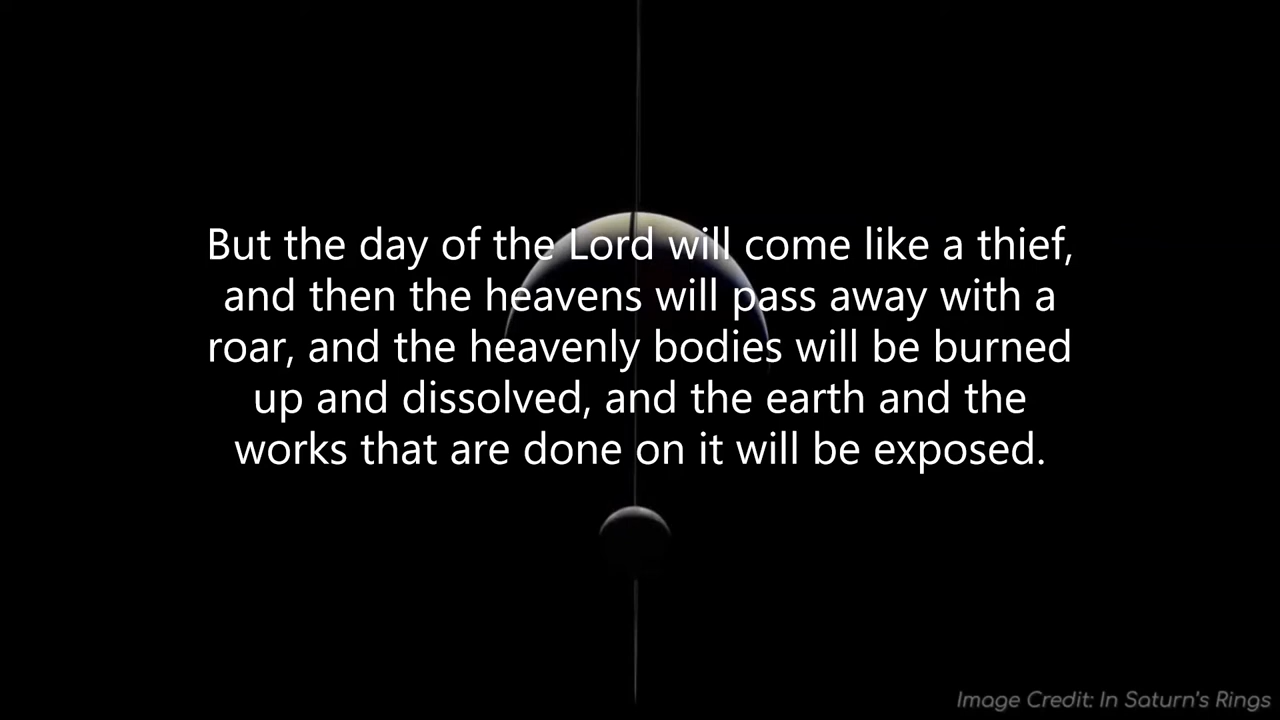 But the day of the Lord will come like a thief,
and then the heavens will pass away with a
roar, and the heavenly bodies will be burned
up and dissolved, and the earth and the
works that are done on it will be exposed.
Image Credit: In Saturn's Rings